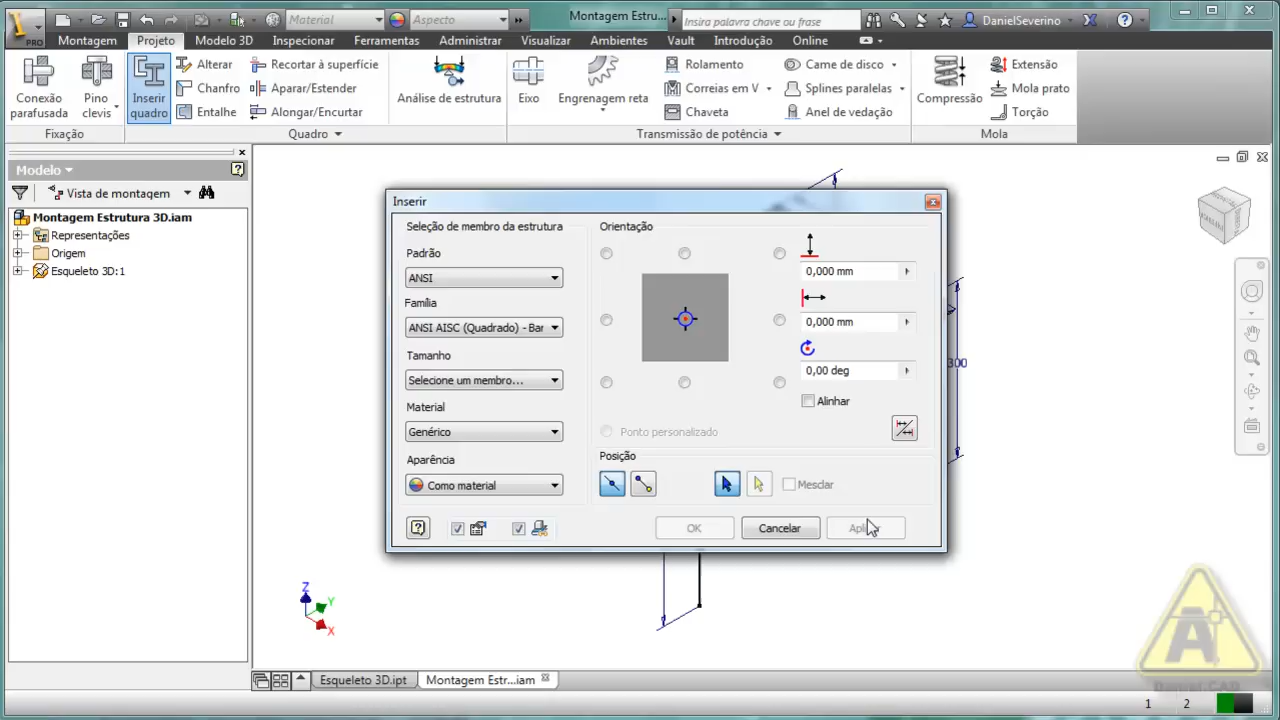 Material
Aspecto
Montagem Estru...
Insira palavra chave ou frase
DanielSeverino
PRO
Montagem
Projeto
Modelo 3D
Inspecionar
Ferramentas
Administrar
Visualizar
Ambientes
Vault
Introdução
Online
Conexão parafusada
Pino clevis
Inserir quadro
Alterar
Chanfro
Entalhe
Recortar à superfície
Aparar/Estender
Alongar/Encurtar
Análise de estrutura
Eixo
Engrenagem reta
Rolamento
Correias em V
Chaveta
Came de disco
Splines paralelas
Anel de vedação
Compressão
Extensão
Mola prato
Torção
Fixação
Quadro
Transmissão de potência
Mola
Modelo
Vista de montagem
Montagem Estrutura 3D.iam
Representações
Origem
Esqueleto 3D:1
Inserir
Seleção de membro da estrutura
Padrão
ANSI
Família
ANSI AISC (Quadrado) - Bar
Tamanho
Selecione um membro...
Material
Genérico
Aparência
Como material
Orientação
0,000 mm
0,000 mm
0,00 deg
Alinhar
Ponto personalizado
Posição
Mesclar
OK
Cancelar
300
Z
Y
X
Esqueleto 3D.ipt
Montagem Estr...iam
1
2